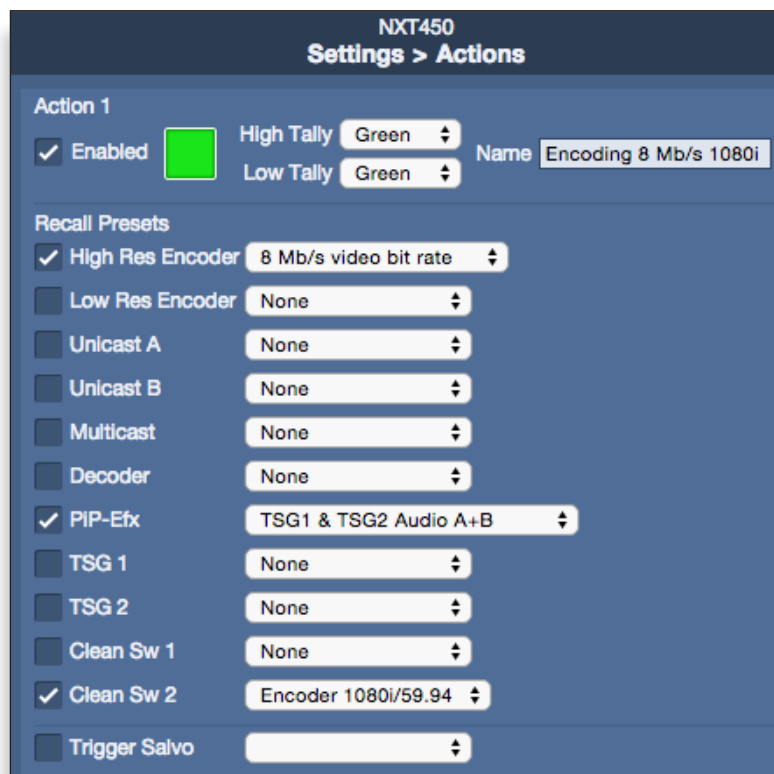 NXT450
Settings > Actions
Action 1
Enabled
High Tally Green
Low Tally Green
Name Encoding 8 Mb/s 1080i
Recall Presets
High Res Encoder 8 Mb/s video bit rate
Low Res Encoder None
Unicast A None
Unicast B None
Multicast None
Decoder None
PiP-Efx TSG1 & TSG2 Audio A+B
TSG 1 None
TSG 2 None
Clean Sw 1 None
Clean Sw 2 Encoder 1080i/59.94
Trigger Salvo